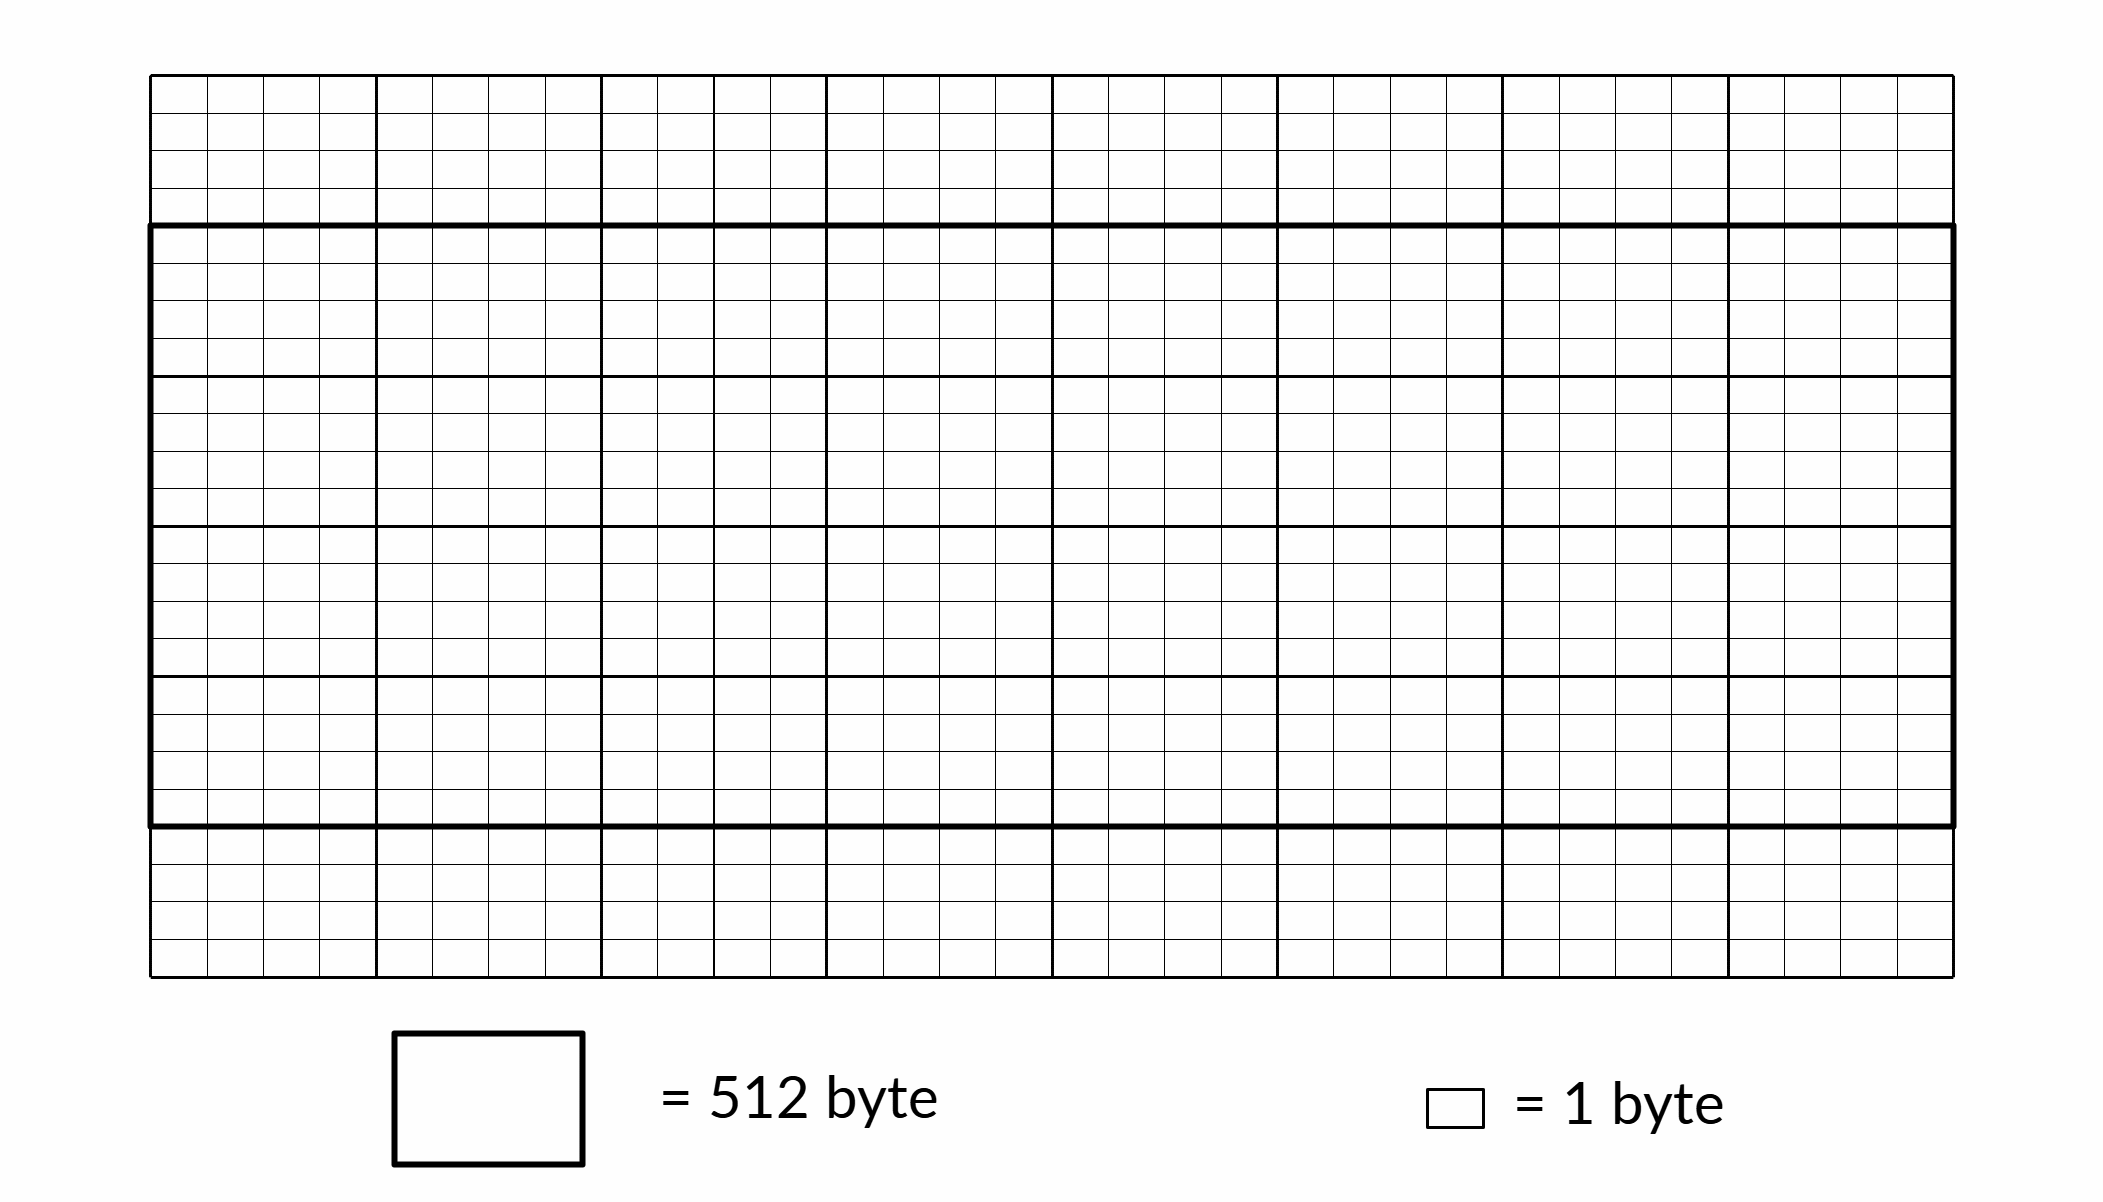 = 512 byte
= 1 byte